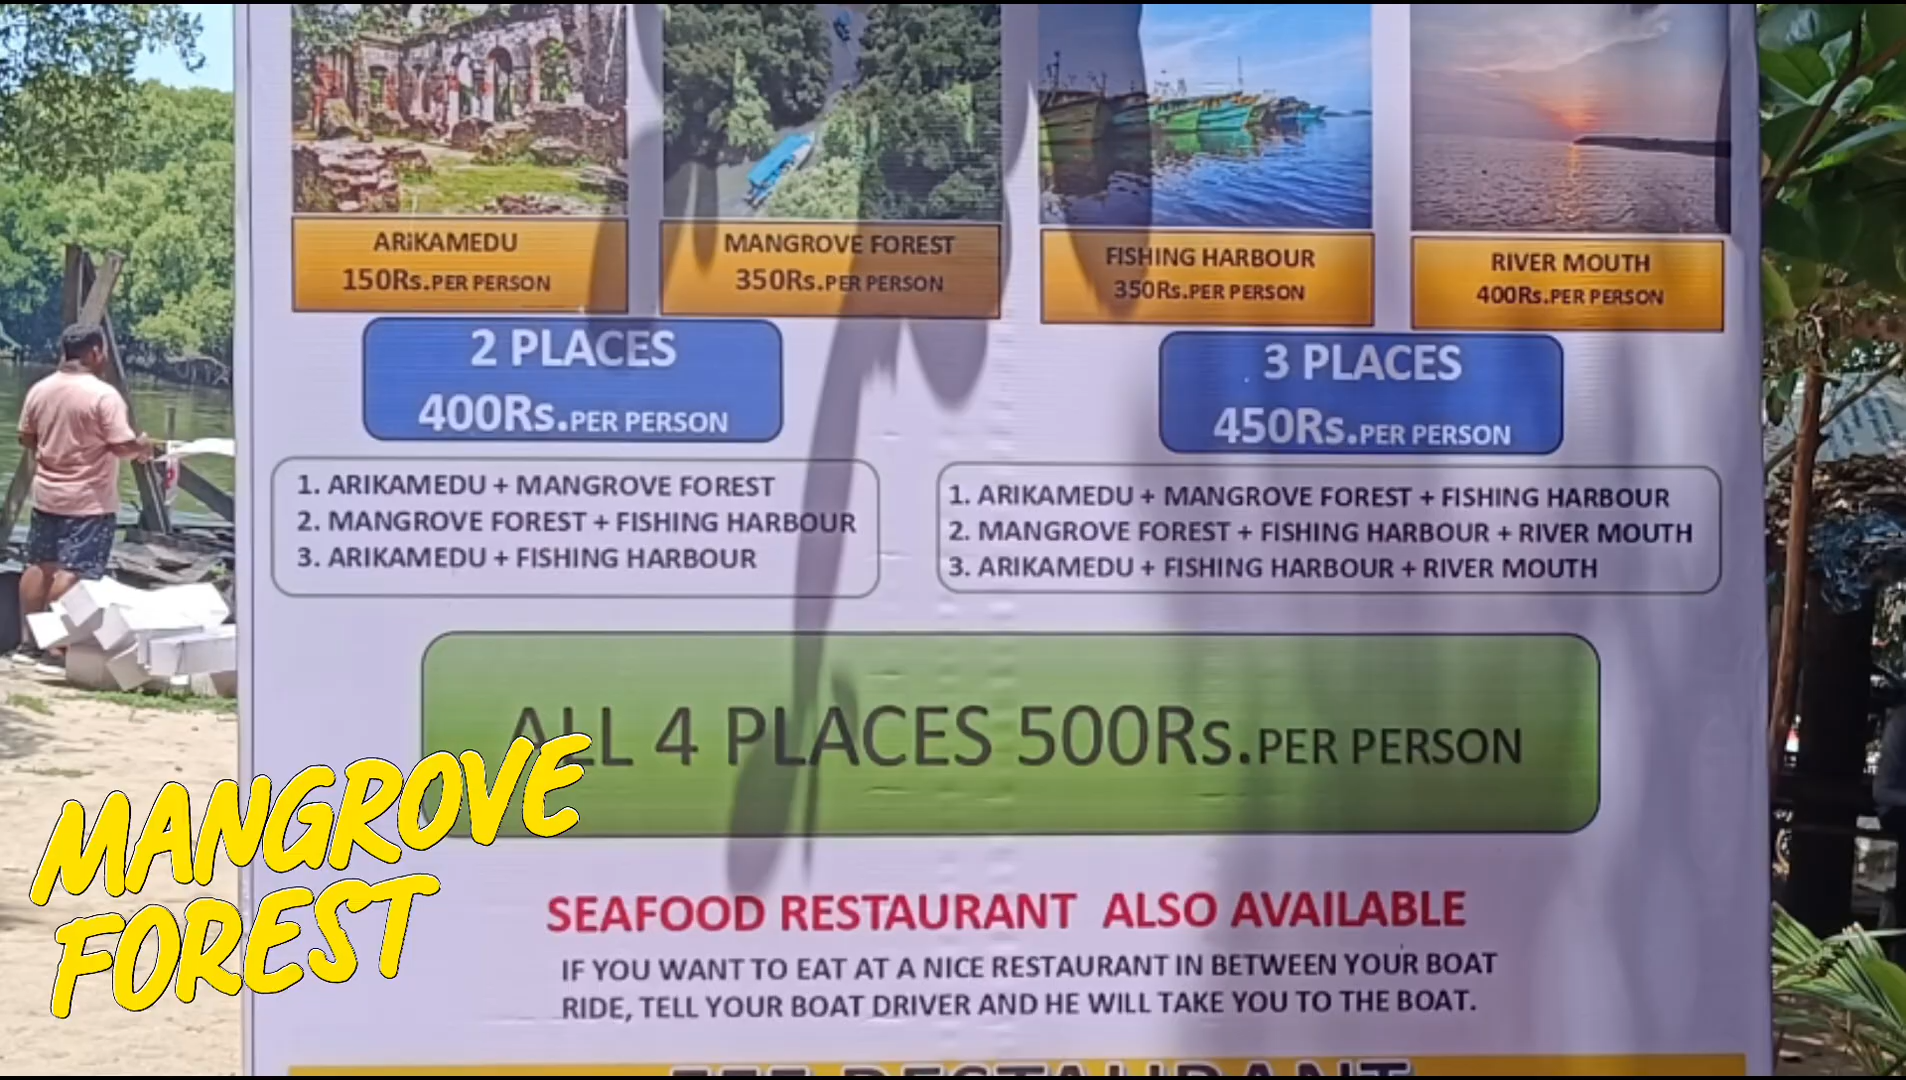 ARIKAMEDU
150Rs.PER PERSON
MANGROVE FOREST
350Rs.PER PERSON
FISHING HARBOUR
350Rs.PER PERSON
RIVER MOUTH
400Rs.PER PERSON
2 PLACES
400Rs.PER PERSON
3 PLACES
450Rs.PER PERSON
1. ARIKAMEDU + MANGROVE FOREST
2. MANGROVE FOREST + FISHING HARBOUR
3. ARIKAMEDU + FISHING HARBOUR
1. ARIKAMEDU + MANGROVE FOREST + FISHING HARBOUR
2. MANGROVE FOREST + FISHING HARBOUR + RIVER MOUTH
3. ARIKAMEDU + FISHING HARBOUR + RIVER MOUTH
ALL 4 PLACES 500Rs.PER PERSON
MANGROVE
FOREST
SEAFOOD RESTAURANT ALSO AVAILABLE
IF YOU WANT TO EAT AT A NICE RESTAURANT IN BETWEEN YOUR BOAT
RIDE, TELL YOUR BOAT DRIVER AND HE WILL TAKE YOU TO THE BOAT.
RESTAURANT